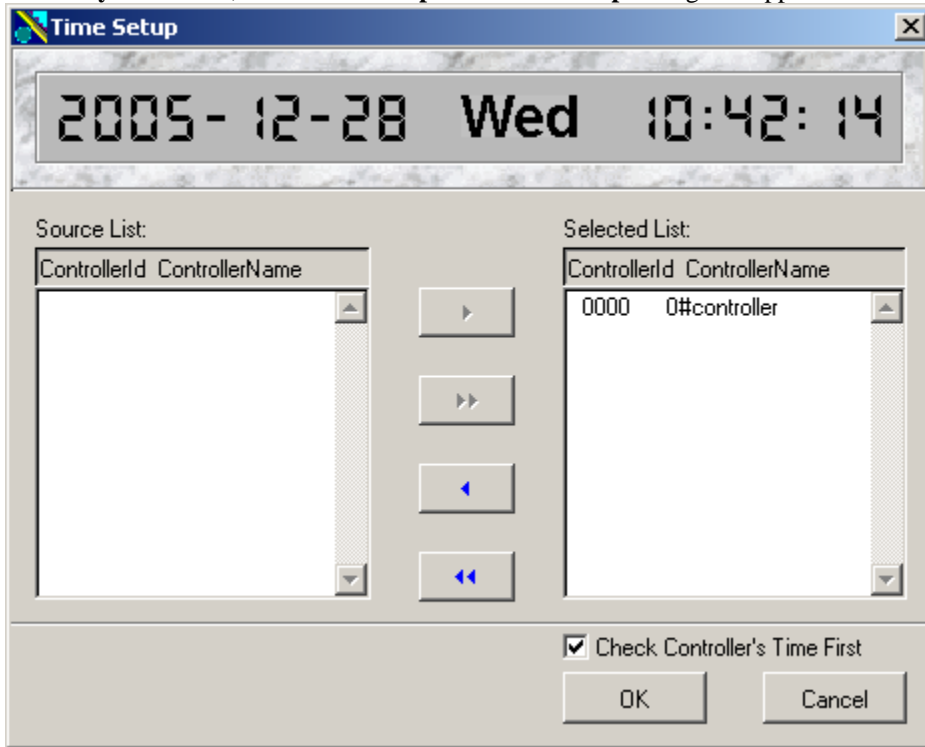 Time Setup
2005-12-28 Wed 10:42:14
Source List:
ControllerId ControllerName
Selected List:
ControllerId ControllerName
0000 0#controller
Check Controller's Time First
OK
Cancel